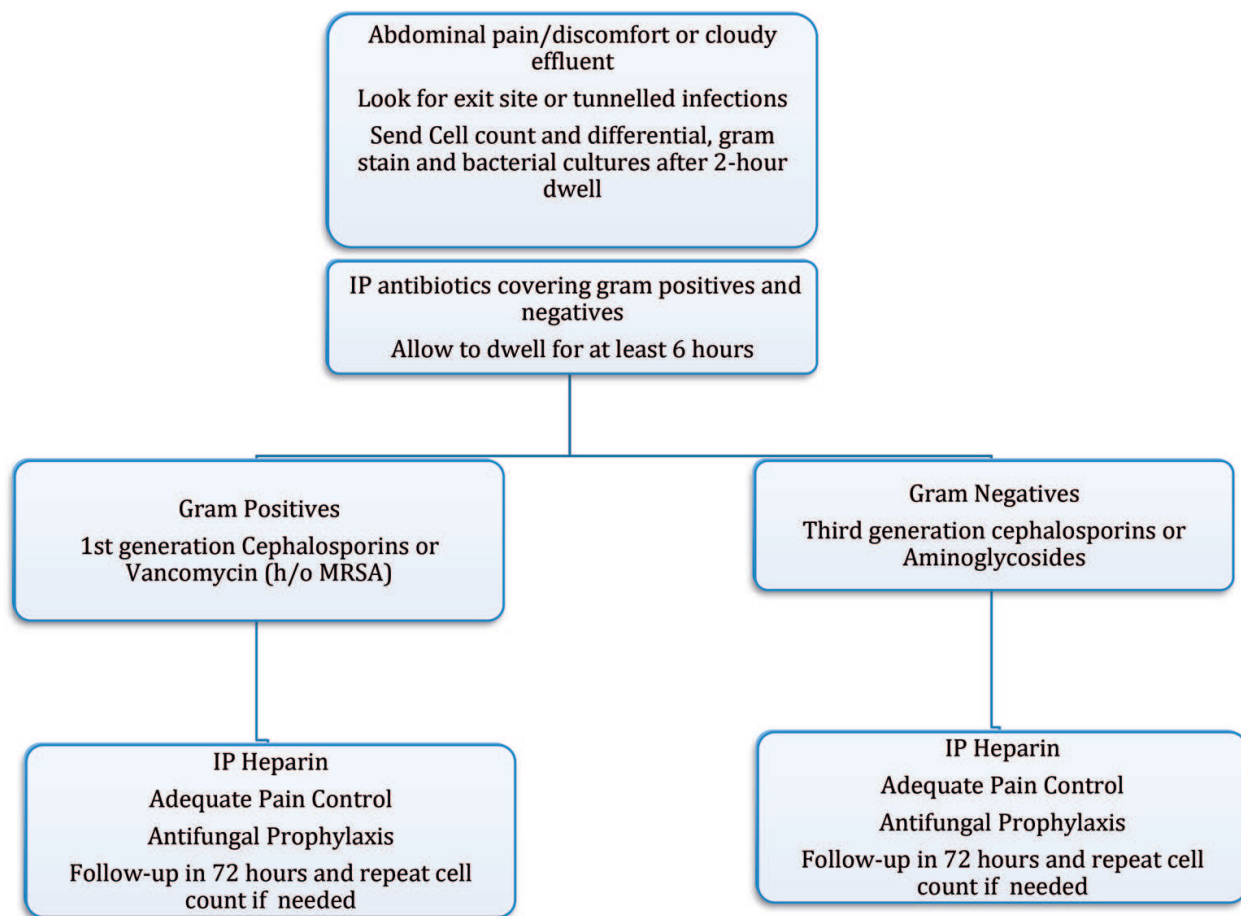 Abdominal pain/discomfort or cloudy
effluent
Look for exit site or tunnelled infections
Send Cell count and differential, gram
stain and bacterial cultures after 2-hour
dwell
IP antibiotics covering gram positives and
negatives
Allow to dwell for at least 6 hours
Gram Positives
1st generation Cephalosporins or
Vancomycin (h/o MRSA)
Gram Negatives
Third generation cephalosporins or
Aminoglycosides
IP Heparin
Adequate Pain Control
Antifungal Prophylaxis
Follow-up in 72 hours and repeat cell
count if needed
IP Heparin
Adequate Pain Control
Antifungal Prophylaxis
Follow-up in 72 hours and repeat cell
count if needed